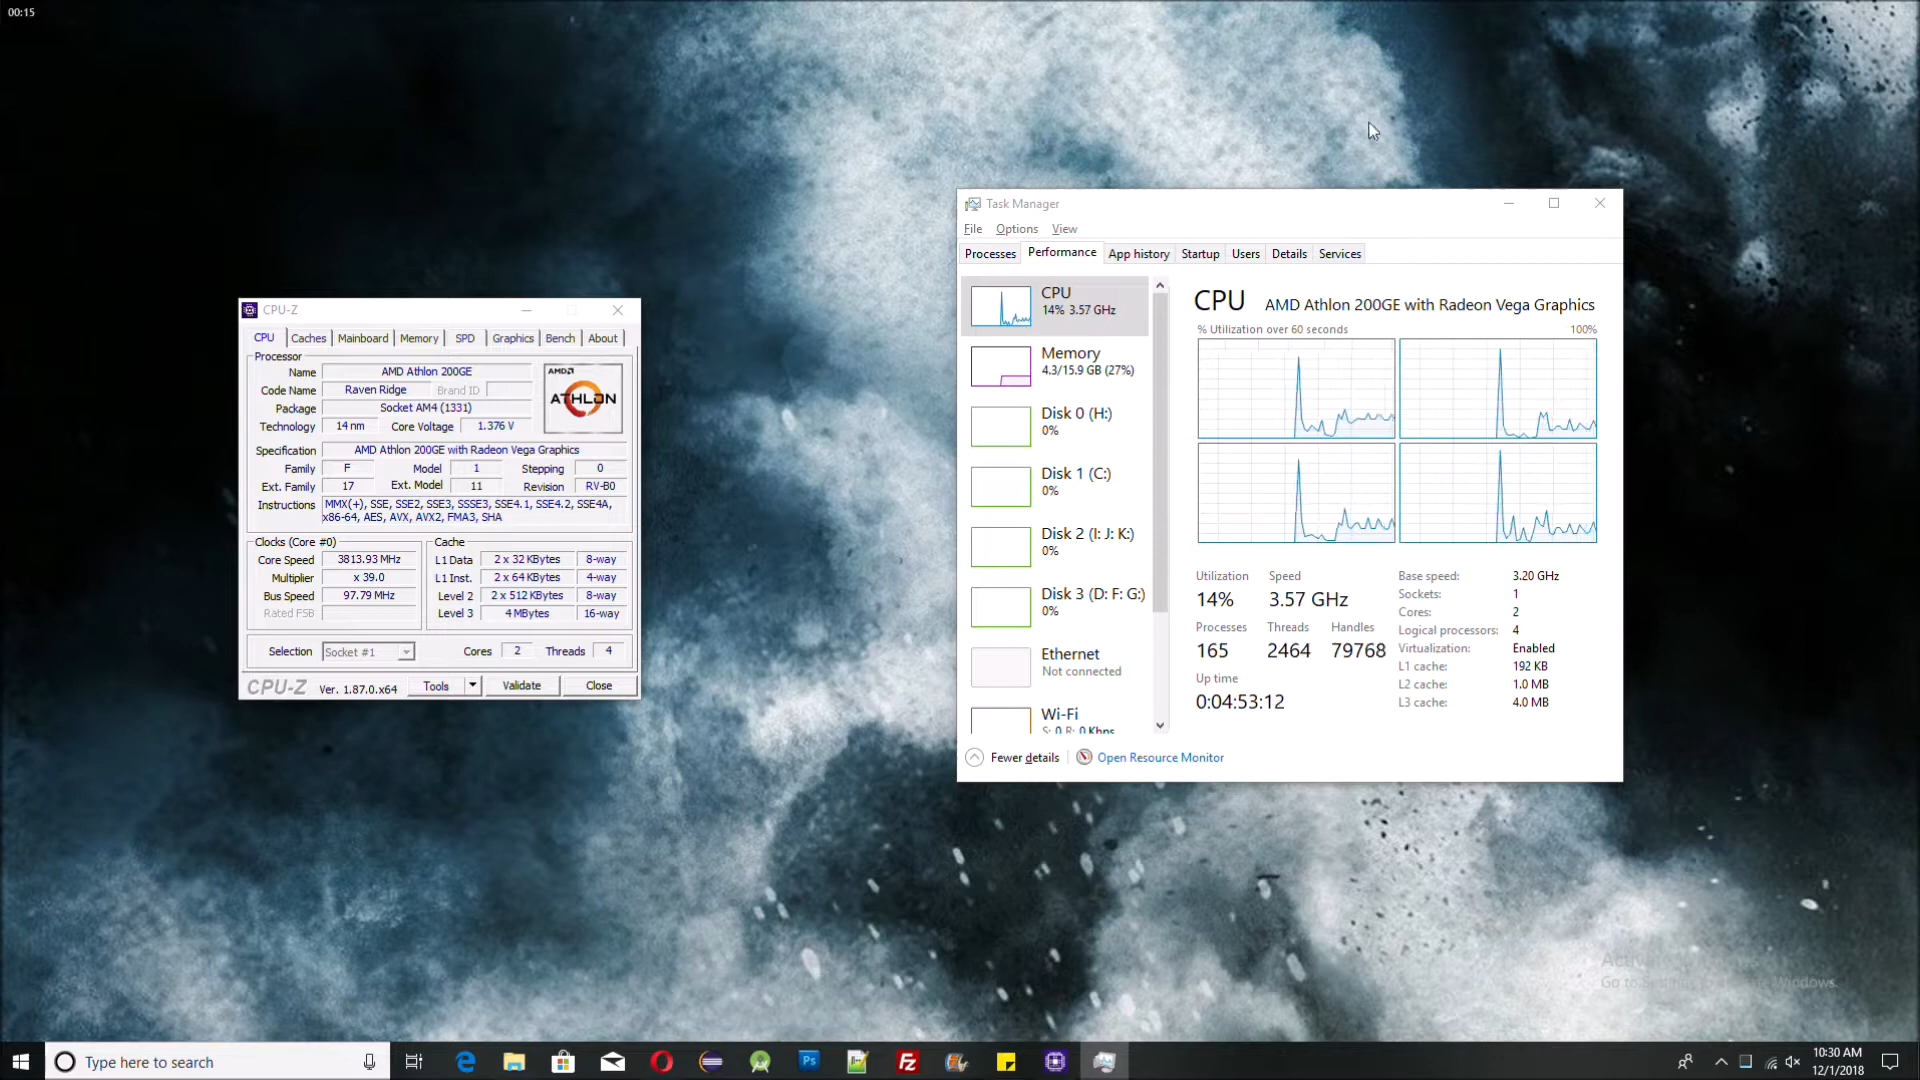 00:15
CPU-Z
CPU Caches Mainboard Memory SPD Graphics Bench About
Processor
Name AMD Athlon 200GE
Code Name Raven Ridge Brand ID
Package Socket AM4 (1331)
Technology 14 nm Core Voltage 1.376 V
AMD
ATHLON
Specification AMD Athlon 200GE with Radeon Vega Graphics
Family F Model 1 Stepping 0
Ext. Family 17 Ext. Model 11 Revision RV-B0
Instructions MMX(+), SSE, SSE2, SSE3, SSSE3, SSE4.1, SSE4.2, SSE4A,
x86-64, AES, AVX, AVX2, FMA3, SHA
Clocks (Core #0)
Core Speed 3813.93 MHz
Multiplier x 39.0
Bus Speed 97.79 MHz
Rated FSB
Cache
L1 Data 2 x 32 KBytes 8-way
L1 Inst. 2 x 64 KBytes 4-way
Level 2 2 x 512 KBytes 8-way
Level 3 4 MBytes 16-way
Selection Socket #1 Cores 2 Threads 4
CPU-Z Ver. 1.87.0.x64 Tools Validate Close
Task Manager
File Options View
Processes Performance App history Startup Users Details Services
CPU
14% 3.57 GHz
Memory
4.3/15.9 GB (27%)
Disk 0 (H:)
0%
Disk 1 (C:)
0%
Disk 2 (I: J: K:)
0%
Disk 3 (D: F: G:)
0%
Ethernet
Not connected
Wi-Fi
S: 0 R: 0 Kbps
CPU AMD Athlon 200GE with Radeon Vega Graphics
% Utilization over 60 seconds 100%
Utilization Speed
14% 3.57 GHz
Processes Threads Handles
165 2464 79768
Up time
0:04:53:12
Base speed: 3.20 GHz
Sockets: 1
Cores: 2
Logical processors: 4
Virtualization: Enabled
L1 cache: 192 KB
L2 cache: 1.0 MB
L3 cache: 4.0 MB
Fewer details Open Resource Monitor
Go to Windows.
Type here to search
Ps
Fz
10:30 AM
12/1/2018